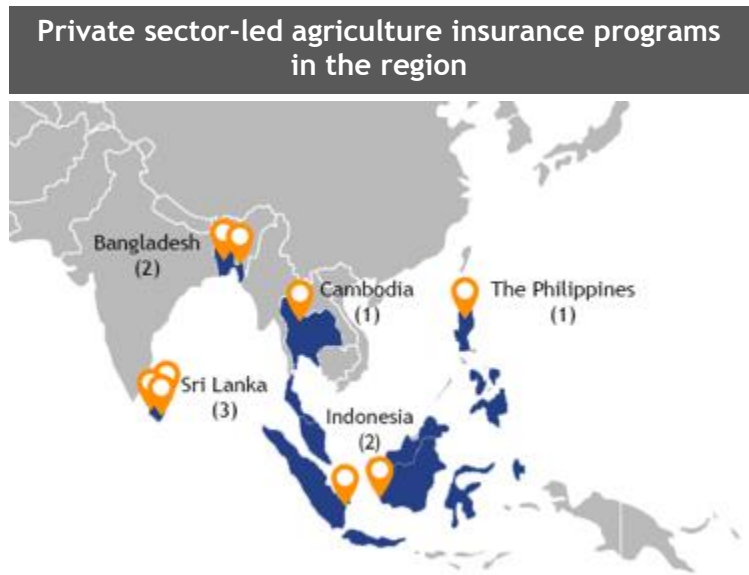 Private sector-led agriculture insurance programs
in the region
Bangladesh
(2)
Cambodia
(1)
The Philippines
(1)
Sri Lanka
(3)
Indonesia
(2)